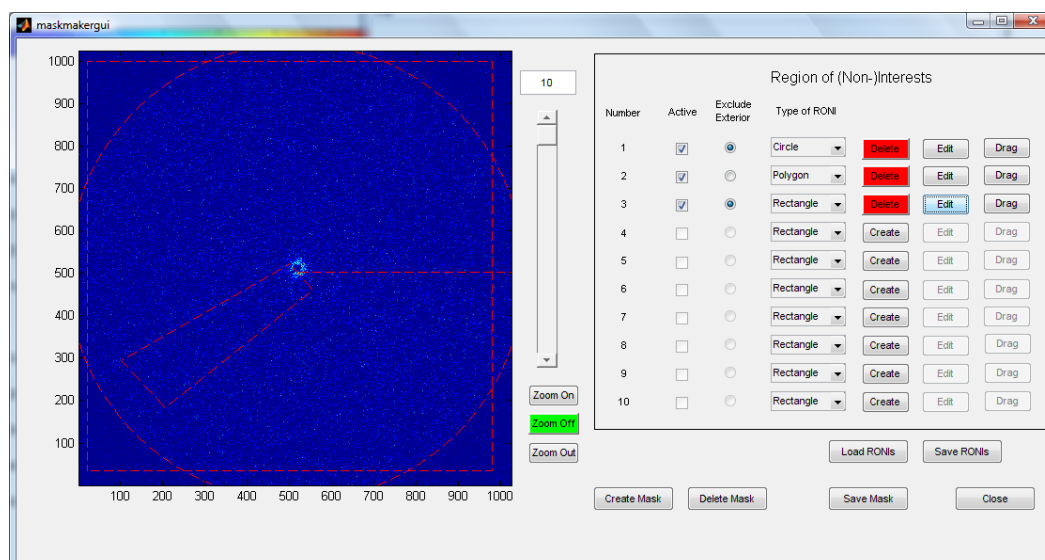 maskmakergui
10
Region of (Non-)Interests
Number Active Exclude Exterior Type of RONI
1 Circle Delete Edit Drag
2 Polygon Delete Edit Drag
3 Rectangle Delete Edit Drag
4 Rectangle Create Edit Drag
5 Rectangle Create Edit Drag
6 Rectangle Create Edit Drag
7 Rectangle Create Edit Drag
8 Rectangle Create Edit Drag
9 Rectangle Create Edit Drag
10 Rectangle Create Edit Drag
1000
900
800
700
600
500
400
300
200
100
100 200 300 400 500 600 700 800 900 1000
Zoom On
Zoom Off
Zoom Out
Load RONIs Save RONIs
Create Mask Delete Mask Save Mask Close